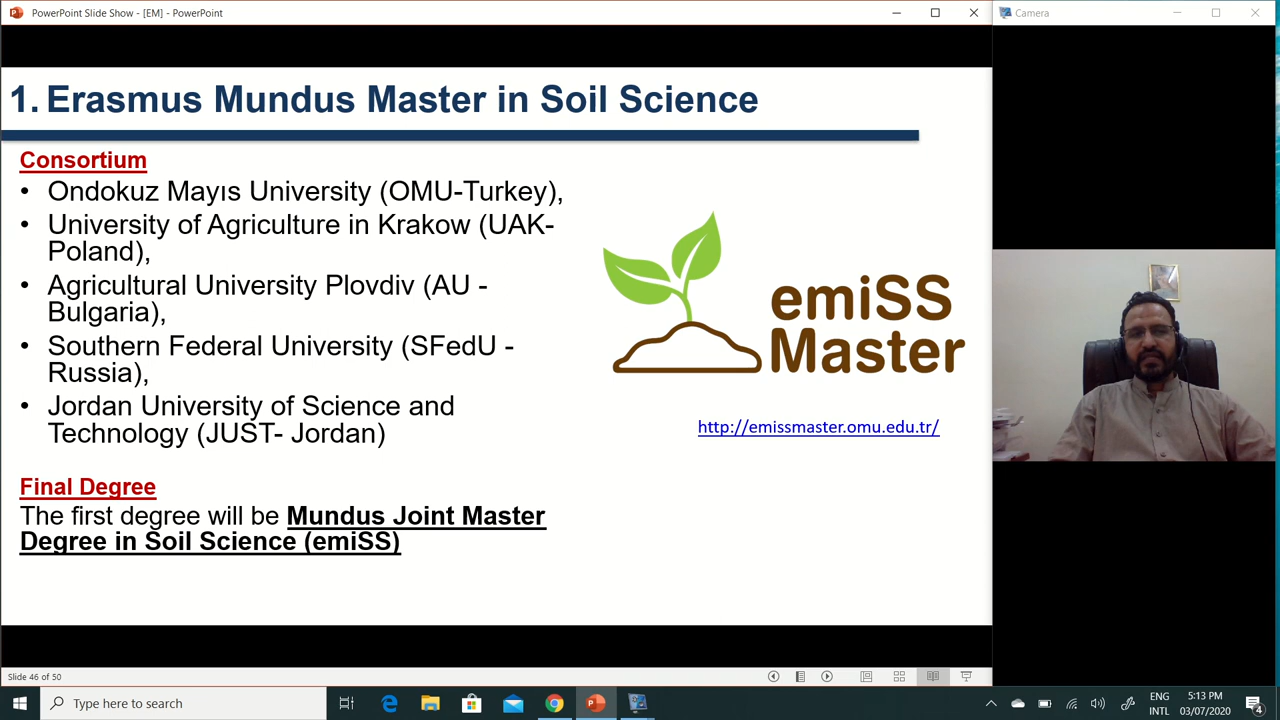 PowerPoint Slide Show - [EM] - PowerPoint
Camera
1. Erasmus Mundus Master in Soil Science
Consortium
• Ondokuz Mayıs University (OMU-Turkey),
• University of Agriculture in Krakow (UAK-
Poland),
• Agricultural University Plovdiv (AU -
Bulgaria),
• Southern Federal University (SFedU -
Russia),
• Jordan University of Science and
Technology (JUST- Jordan)
emiSS
Master
http://emissmaster.omu.edu.tr/
Final Degree
The first degree will be Mundus Joint Master
Degree in Soil Science (emiSS)
Slide 46 of 50
Type here to search
ENG
INTL
5:13 PM
03/07/2020
4